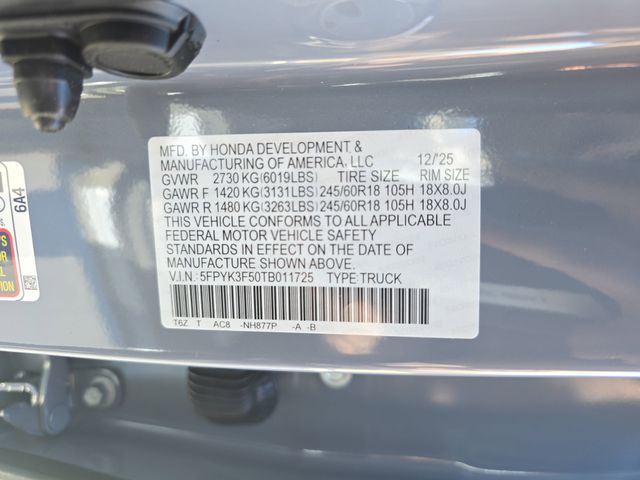 MFD. BY HONDA DEVELOPMENT &
MANUFACTURING OF AMERICA, LLC 12/'25
GVWR 2730 KG(6019LBS) TIRE SIZE RIM SIZE
GAWR F 1420 KG(3131LBS) 245/60R18 105H 18X8.0J
GAWR R 1480 KG(3263LBS) 245/60R18 105H 18X8.0J
THIS VEHICLE CONFORMS TO ALL APPLICABLE
FEDERAL MOTOR VEHICLE SAFETY
STANDARDS IN EFFECT ON THE DATE OF
MANUFACTURE SHOWN ABOVE.
V.I.N.: 5FPYK3F50TB011725 TYPE:TRUCK
T6Z T AC8 -NH877P -A -B
6A4